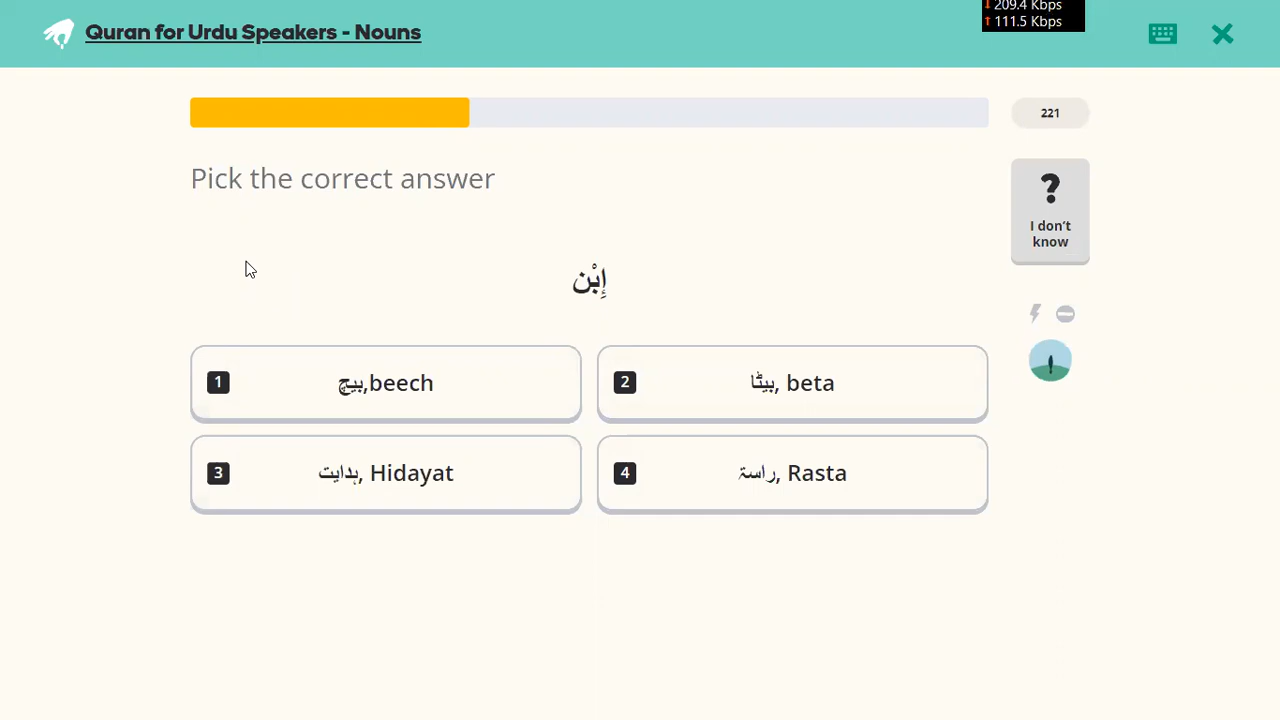 ↓ 209.4 Kbps
↑ 111.5 Kbps
Quran for Urdu Speakers - Nouns
221
Pick the correct answer
?
I don't
know
إِبْن
1 بیچ,beech
2 بیٹا, beta
3 ہدایت, Hidayat
4 راستہ, Rasta